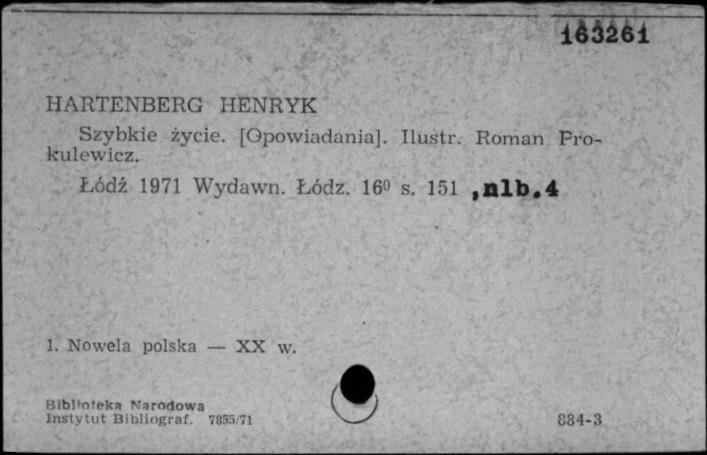 163261
HARTENBERG HENRYK
Szybkie życie. [Opowiadania]. Ilustr. Roman Pro-
kulewicz.
Łódź 1971 Wydawn. Łódz. 16⁰ s. 151 ,nlb.4
1. Nowela polska — XX w.
Biblioteka Narodowa
Instytut Bibliograf. 7855/71
884-3